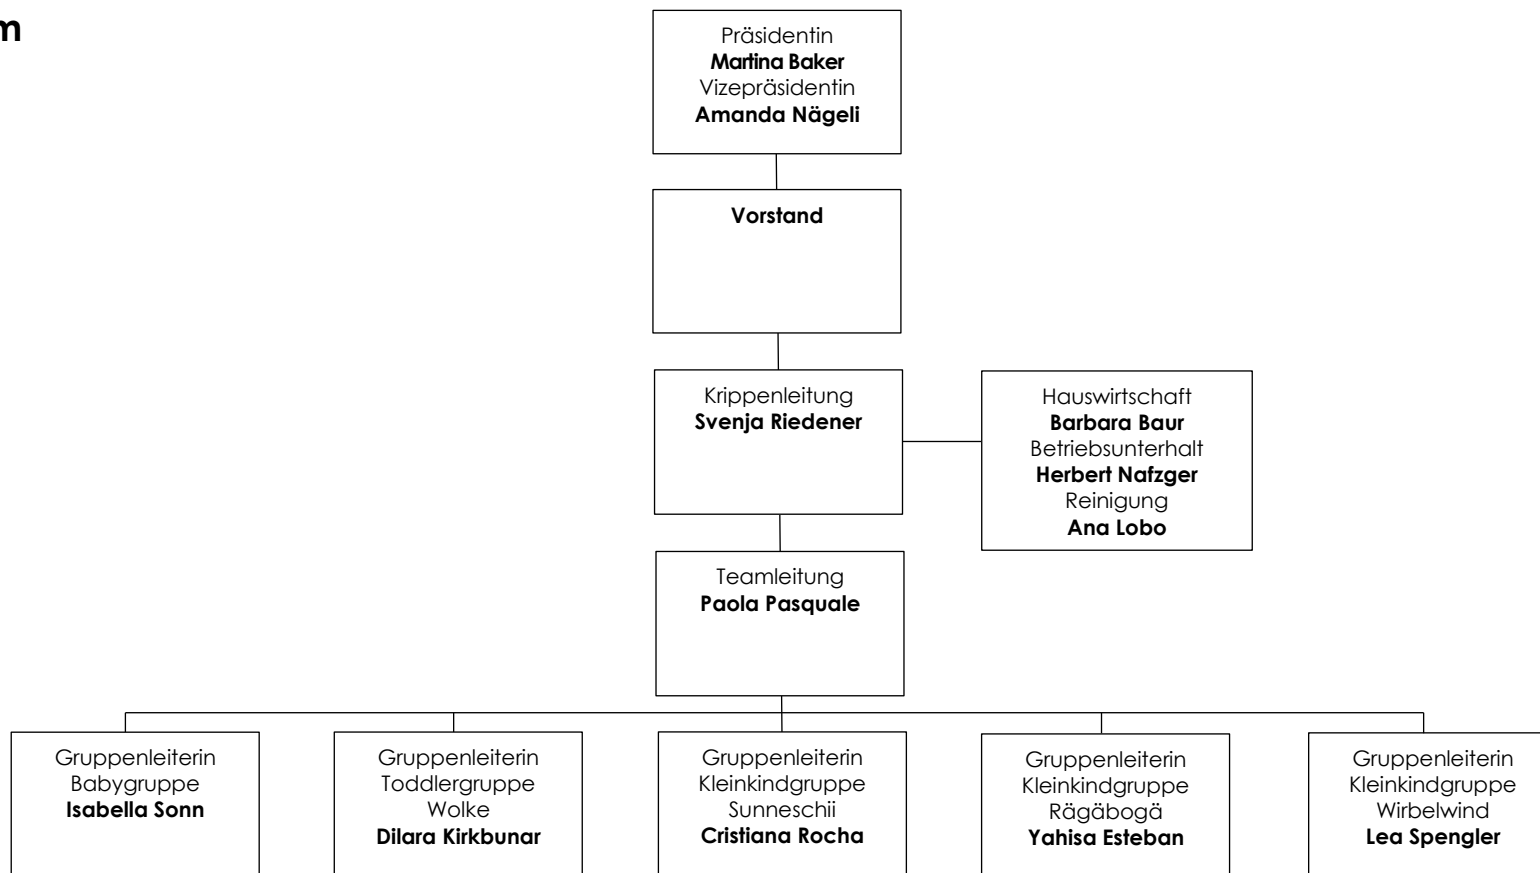 m
Präsidentin
Martina Baker
Vizepräsidentin
Amanda Nägeli
Vorstand
Krippenleitung
Svenja Riedener
Hauswirtschaft
Barbara Baur
Betriebsunterhalt
Herbert Nafzger
Reinigung
Ana Lobo
Teamleitung
Paola Pasquale
Gruppenleiterin
Babygruppe
Isabella Sonn
Gruppenleiterin
Toddlergruppe
Wolke
Dilara Kirkbunar
Gruppenleiterin
Kleinkindgruppe
Sunneschii
Cristiana Rocha
Gruppenleiterin
Kleinkindgruppe
Rägäbogä
Yahisa Esteban
Gruppenleiterin
Kleinkindgruppe
Wirbelwind
Lea Spengler